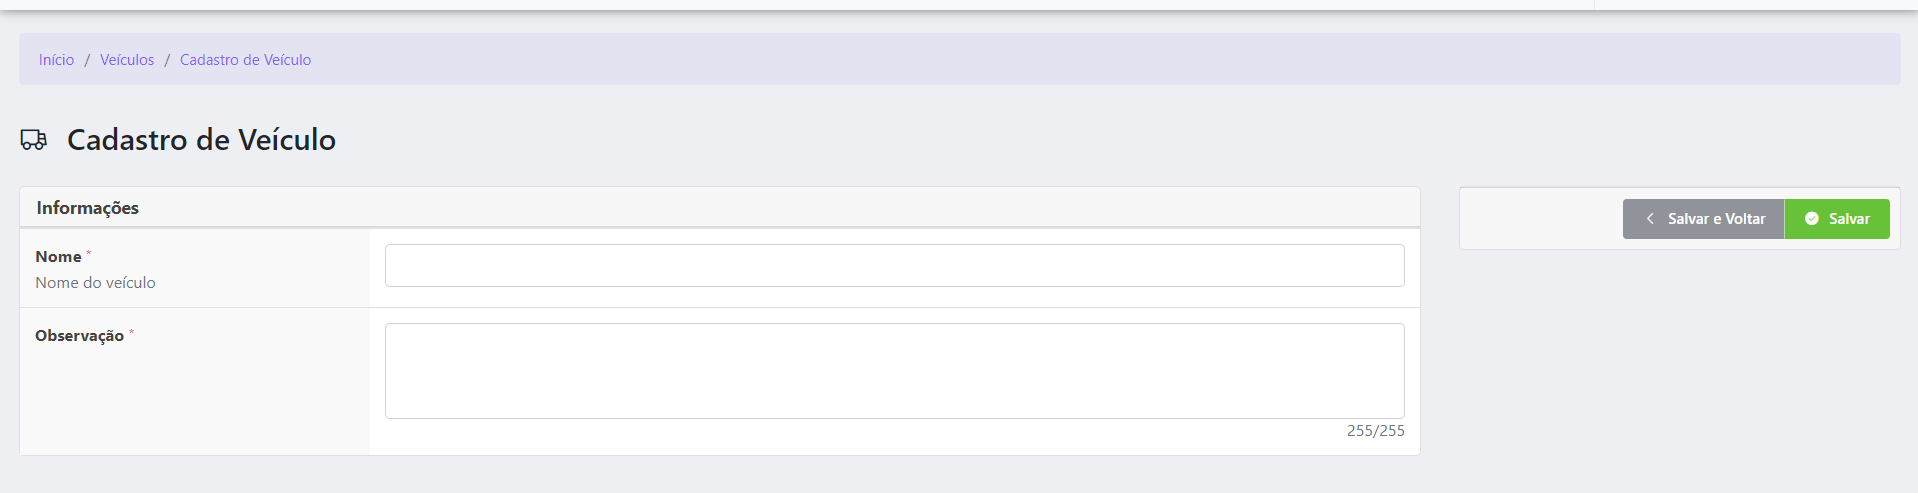 Início / Veículos / Cadastro de Veículo
Cadastro de Veículo
Informações
Salvar e Voltar
Salvar
Nome *
Nome do veículo
Observação *
255/255